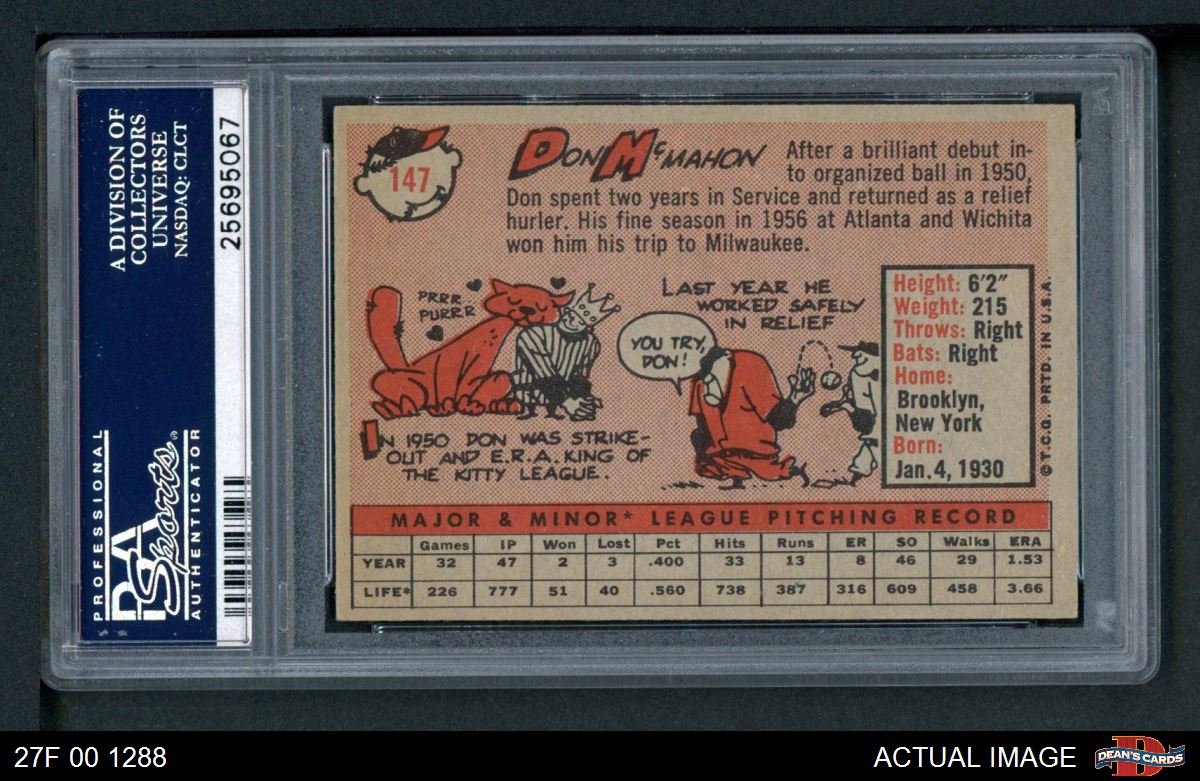 A DIVISION OF
COLLECTORS
UNIVERSE
NASDAQ: CLCT
25695067
PROFESSIONAL
PSA
Sports®
AUTHENTICATOR
147
DON McMAHON
After a brilliant debut in-
to organized ball in 1950,
Don spent two years in Service and returned as a relief
hurler. His fine season in 1956 at Atlanta and Wichita
won him his trip to Milwaukee.
PRRR
PURRR
IN 1950 DON WAS STRIKE-
OUT AND E.R.A. KING OF
THE KITTY LEAGUE.
LAST YEAR HE
WORKED SAFELY
IN RELIEF
YOU TRY,
DON!
Height: 6'2"
Weight: 215
Throws: Right
Bats: Right
Home:
Brooklyn,
New York
Born:
Jan. 4, 1930
© T.C.G. PRTD. IN U.S.A.
MAJOR & MINOR* LEAGUE PITCHING RECORD
Games IP Won Lost Pct Hits Runs ER SO Walks ERA
YEAR 32 47 2 3 .400 33 13 8 46 29 1.53
LIFE* 226 777 51 40 .560 738 387 316 609 458 3.66
27F 00 1288
ACTUAL IMAGE
D
DEAN'S CARDS